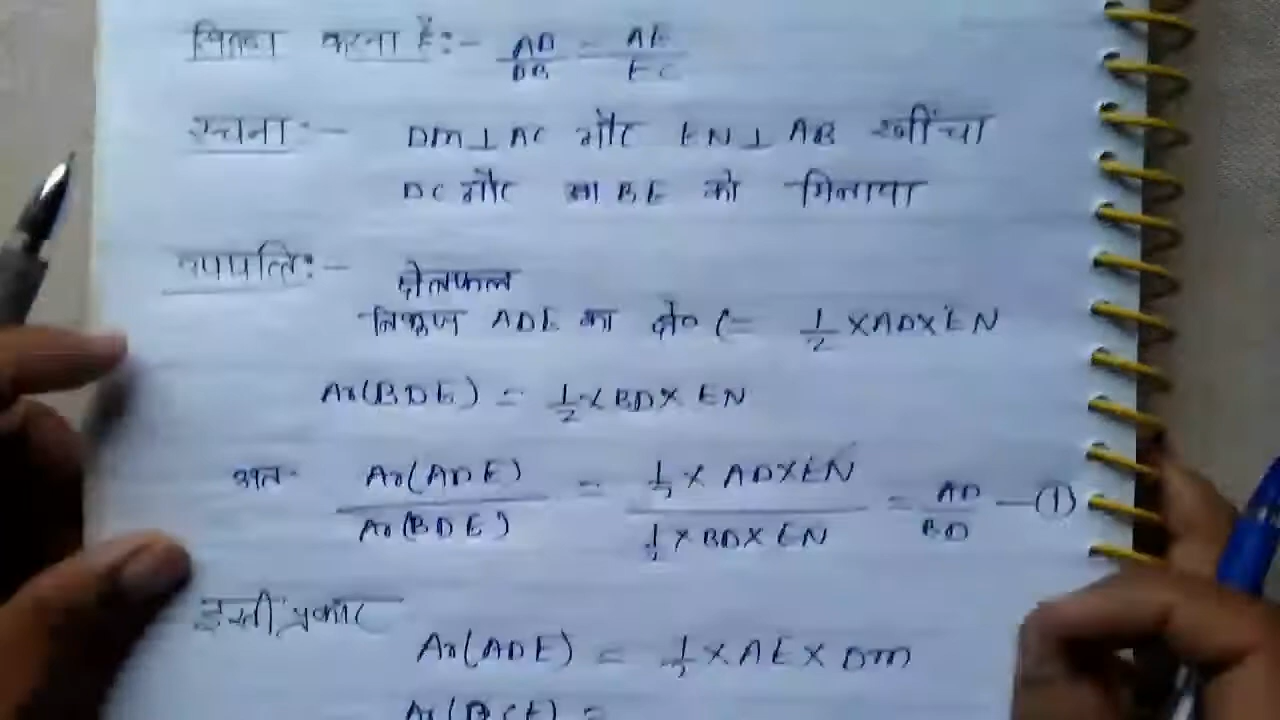 सिद्ध करना है:- AD/DB = AE/EC
रचना:- DM⊥AC और EN⊥AB खींचा
DC और BE को मिलाया
उपपत्ति:- क्षेत्रफल
त्रिभुज ADE का क्षे० (= 1/2 ×AD×EN
Ar(BDE) = 1/2 × BD× EN
अतः Ar(ADE)/Ar(BDE) = 1/2 × AD×EN / 1/2 × BD× EN = AD/BD —(1)
इसी प्रकार
Ar(ADE) = 1/2 × AE × DM